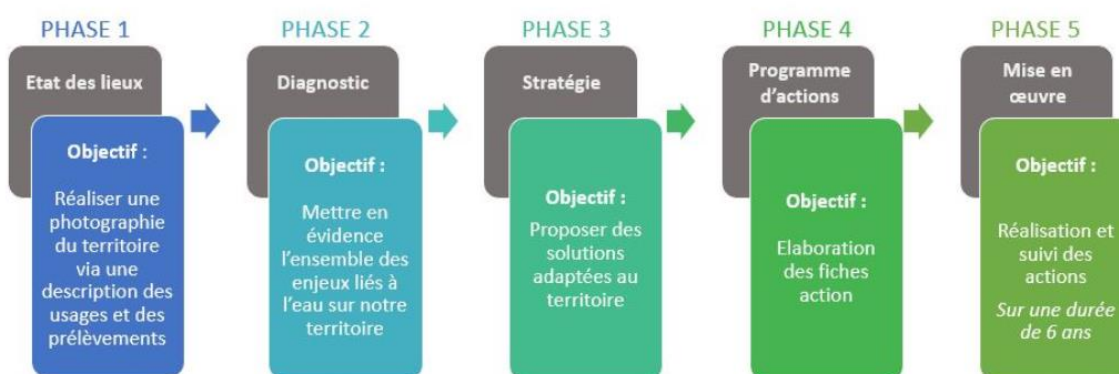 PHASE 1
Etat des lieux
Objectif :
Réaliser une
photographie
du territoire
via une
description des
usages et des
prélèvements
PHASE 2
Diagnostic
Objectif :
Mettre en
évidence
l'ensemble des
enjeux liés à
l'eau sur notre
territoire
PHASE 3
Stratégie
Objectif :
Proposer des
solutions
adaptées au
territoire
PHASE 4
Programme
d'actions
Objectif :
Elaboration
des fiches
action
PHASE 5
Mise en
œuvre
Objectif :
Réalisation et
suivi des
actions
Sur une durée
de 6 ans